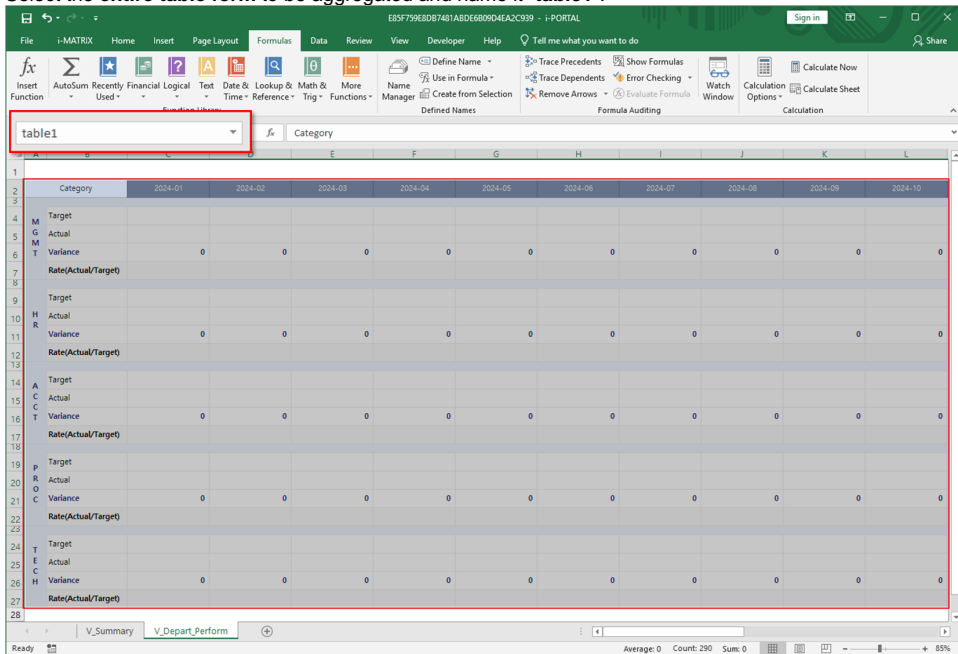 Select the entire table form to be aggregated and name it "table1".
E85F759E8DB7481ABDE6B09D4EA2C939 - i-PORTAL
Sign in
File i-MATRIX Home Insert Page Layout Formulas Data Review View Developer Help Tell me what you want to do Share
Insert Function
AutoSum
Recently Used
Financial
Logical
Text
Date & Time
Lookup & Reference
Math & Trig
More Functions
Function Library
Name Manager
Define Name
Use in Formula
Create from Selection
Defined Names
Trace Precedents
Trace Dependents
Remove Arrows
Show Formulas
Error Checking
Evaluate Formula
Watch Window
Formula Auditing
Calculation Options
Calculate Now
Calculate Sheet
Calculation
table1 fx Category
A B C D E F G H I J K L
1
2 Category 2024-01 2024-02 2024-03 2024-04 2024-05 2024-06 2024-07 2024-08 2024-09 2024-10
3
MGMT
4 Target
5 Actual
6 Variance 0 0 0 0 0 0 0 0 0 0
7 Rate(Actual/Target)
8
HR
9 Target
10 Actual
11 Variance 0 0 0 0 0 0 0 0 0 0
12 Rate(Actual/Target)
13
ACCT
14 Target
15 Actual
16 Variance 0 0 0 0 0 0 0 0 0 0
17 Rate(Actual/Target)
18
PROC
19 Target
20 Actual
21 Variance 0 0 0 0 0 0 0 0 0 0
22 Rate(Actual/Target)
23
TECH
24 Target
25 Actual
26 Variance 0 0 0 0 0 0 0 0 0 0
27 Rate(Actual/Target)
28
V_Summary V_Depart_Perform
Ready Average: 0 Count: 290 Sum: 0 85%